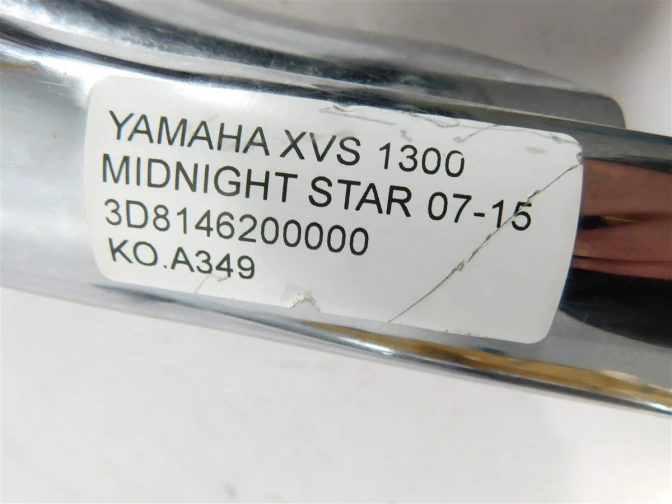 YAMAHA XVS 1300
MIDNIGHT STAR 07-15
3D8146200000
KO.A349